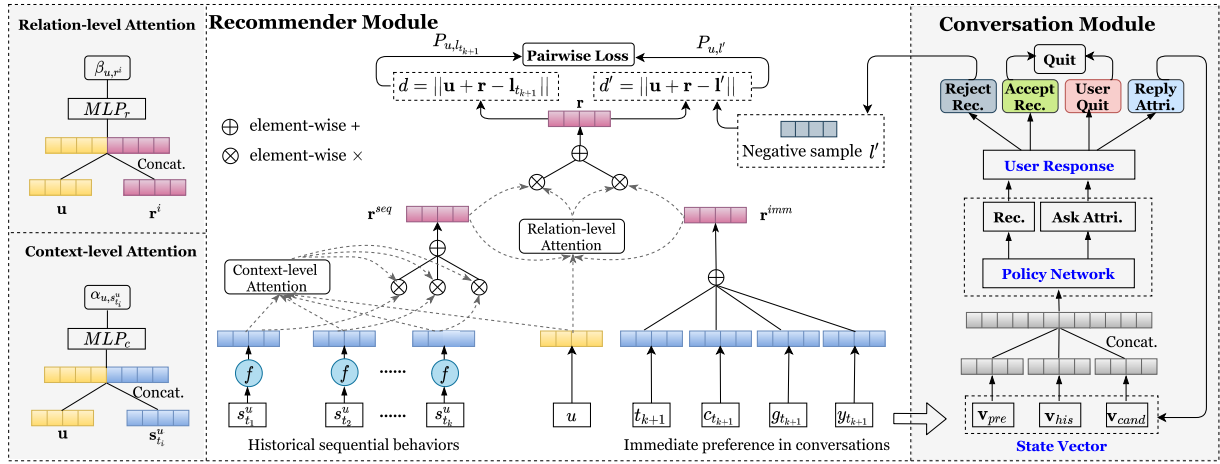 Relation-level Attention
β_{u,r^i}
MLP_r
Concat.
u
r^i
Context-level Attention
α_{u,s^u_{t_i}}
MLP_c
Concat.
u
s^u_{t_i}
Recommender Module
P_{u,l_{t_{k+1}}}
Pairwise Loss
P_{u,l'}
d = ||u + r − l_{t_{k+1}}||
d' = ||u + r − l'||
r
⊕ element-wise +
⊗ element-wise ×
Negative sample l'
r^{seq}
Relation-level
Attention
r^{imm}
Context-level
Attention
f
f
......
f
s^u_{t_1}
s^u_{t_2}
......
s^u_{t_k}
u
t_{k+1}
c_{t_{k+1}}
g_{t_{k+1}}
y_{t_{k+1}}
Historical sequential behaviors
Immediate preference in conversations
Conversation Module
Quit
Reject
Rec.
Accept
Rec.
User
Quit
Reply
Attri.
User Response
Rec.
Ask Attri.
Policy Network
Concat.
v_{pre}
v_{his}
v_{cand}
State Vector